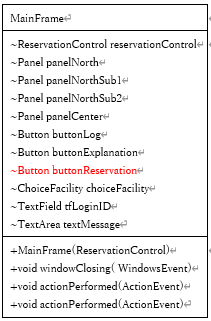 MainFrame
~ReservationControl reservationControl
~Panel panelNorth
~Panel panelNorthSub1
~Panel panelNorthSub2
~Panel panelCenter
~Button buttonLog
~Button buttonExplanation
~Button buttonReservation
~ChoiceFacility choiceFacility
~TextField tfLoginID
~TextArea textMessage
+MainFrame(ReservationControl)
+void windowClosing( WindowsEvent)
+void actionPerformed(ActionEvent)
+void actionPerformed(ActionEvent)